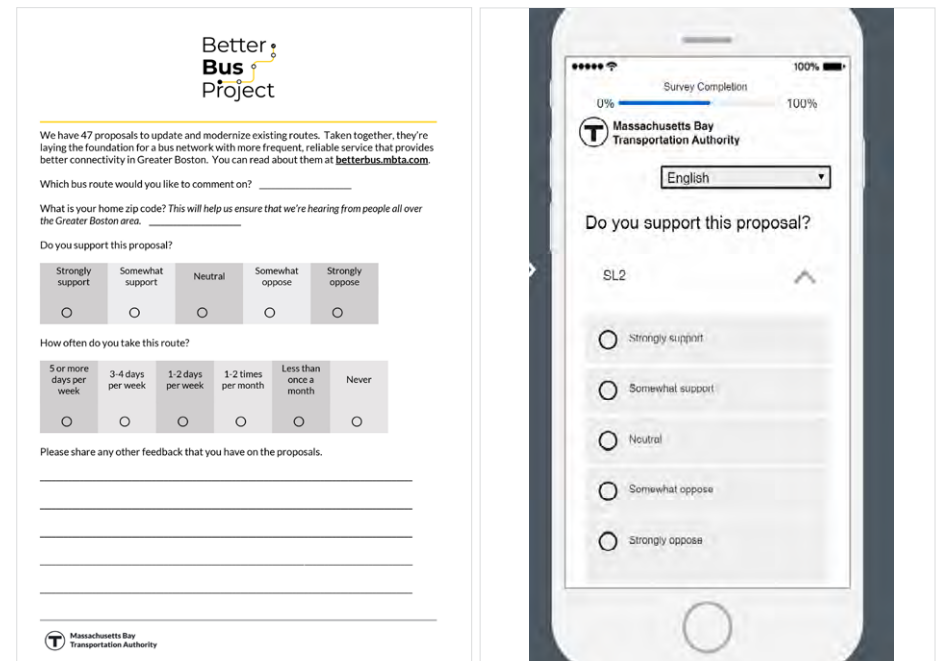 Better
Bus
Project
We have 47 proposals to update and modernize existing routes. Taken together, they're
laying the foundation for a bus network with more frequent, reliable service that provides
better connectivity in Greater Boston. You can read about them at betterbus.mbta.com.
Which bus route would you like to comment on?
What is your home zip code? This will help us ensure that we're hearing from people all over
the Greater Boston area.
Do you support this proposal?
Strongly support
Somewhat support
Neutral
Somewhat oppose
Strongly oppose
How often do you take this route?
5 or more days per week
3-4 days per week
1-2 days per week
1-2 times per month
Less than once a month
Never
Please share any other feedback that you have on the proposals.
T
Massachusetts Bay
Transportation Authority
100%
Survey Completion
0% 100%
T
Massachusetts Bay
Transportation Authority
English
Do you support this proposal?
SL2
Strongly support
Somewhat support
Neutral
Somewhat oppose
Strongly oppose